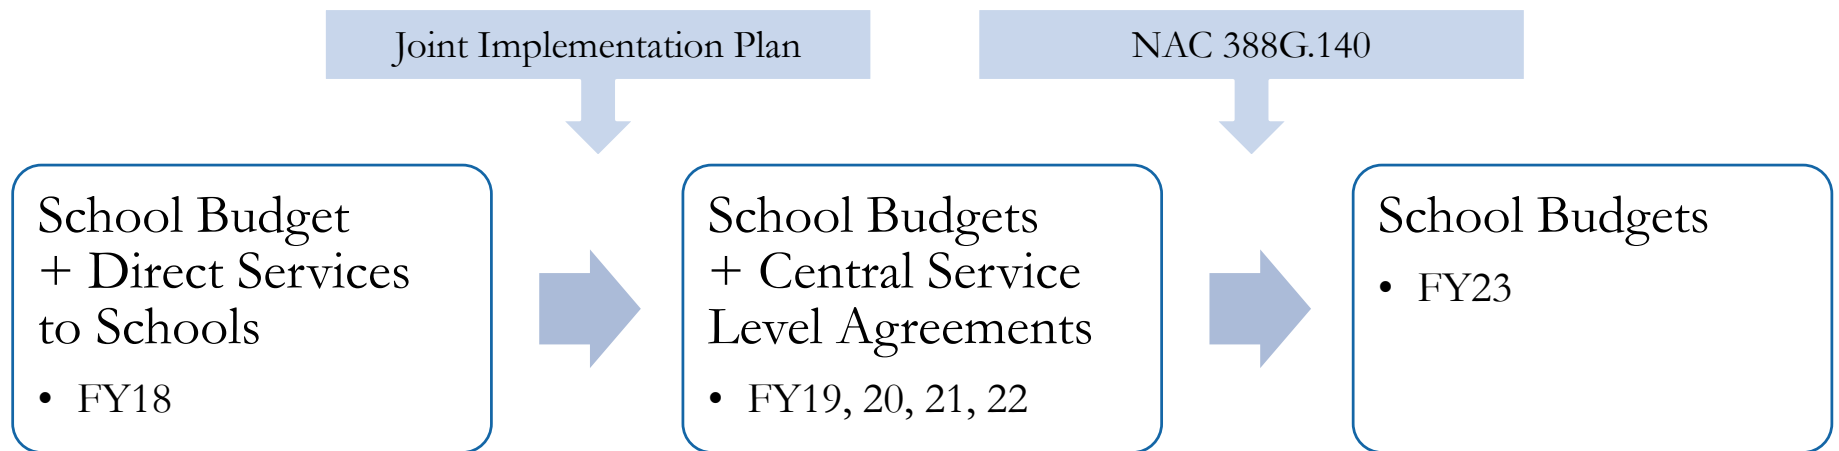 Joint Implementation Plan
NAC 388G.140
School Budget
+ Direct Services
to Schools
• FY18
School Budgets
+ Central Service
Level Agreements
• FY19, 20, 21, 22
School Budgets
• FY23